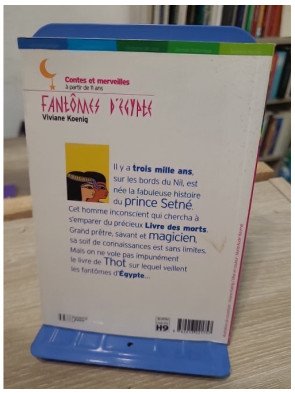 Contes et merveilles
à partir de 11 ans
FANTÔMES D'ÉGYPTE
Viviane Koenig
Il y a trois mille ans,
sur les bords du Nil, est
née la fabuleuse histoire
du prince Setné.
Cet homme inconscient qui chercha à
s'emparer du précieux Livre des morts.
Grand prêtre, savant et magicien,
sa soif de connaissances est sans limites.
Mais on ne vole pas impunément
le livre de Thot sur lequel veillent
les fantômes d'Égypte...
H9